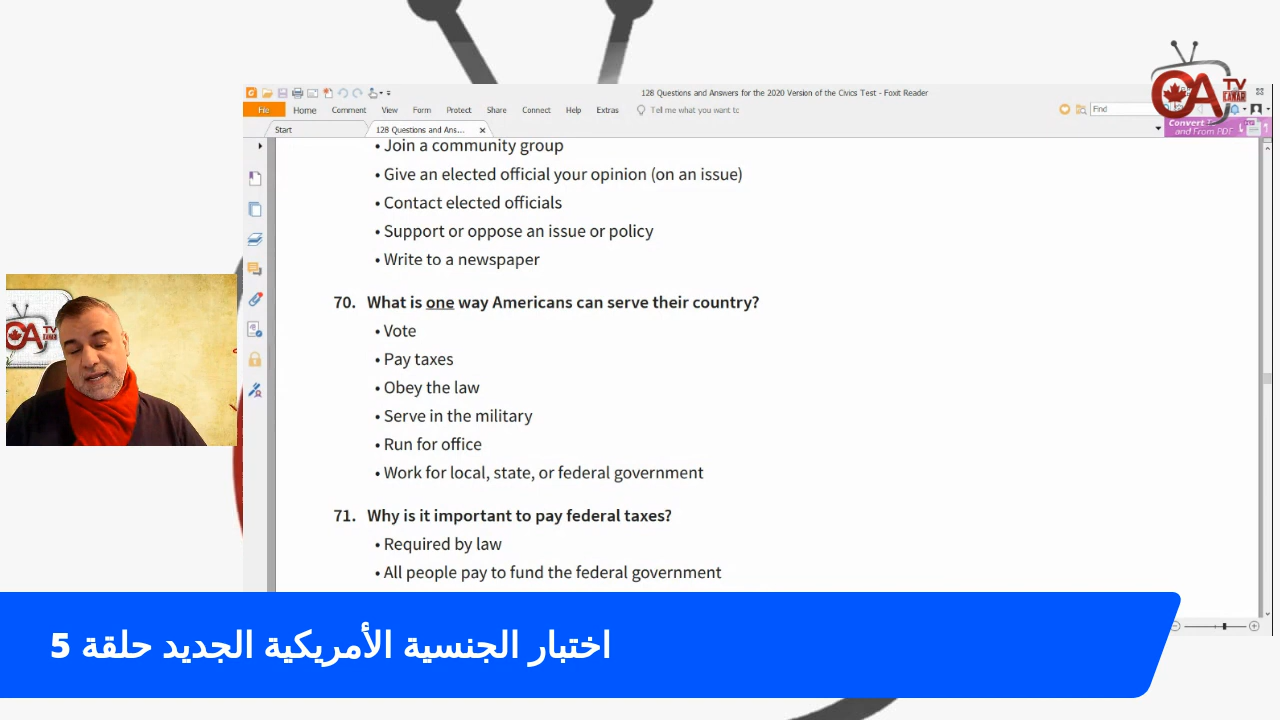 128 Questions and Answers for the 2020 Version of the Civics Test - Foxit Reader
File Home Comment View Form Protect Share Connect Help Extras Tell me what you want to Find
Start 128 Questions and Ans...
Convert
and From PDF
OA TV
• Join a community group
• Give an elected official your opinion (on an issue)
• Contact elected officials
• Support or oppose an issue or policy
• Write to a newspaper
70. What is one way Americans can serve their country?
• Vote
• Pay taxes
• Obey the law
• Serve in the military
• Run for office
• Work for local, state, or federal government
71. Why is it important to pay federal taxes?
• Required by law
• All people pay to fund the federal government
اختبار الجنسية الأمريكية الجديد حلقة 5